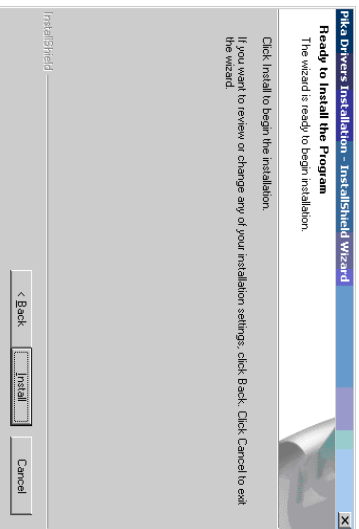 Pika Drivers Installation - InstallShield Wizard
Ready to Install the Program
The wizard is ready to begin installation.
Click Install to begin the installation.
If you want to review or change any of your installation settings, click Back. Click Cancel to exit
the wizard.
InstallShield
< Back
Install
Cancel